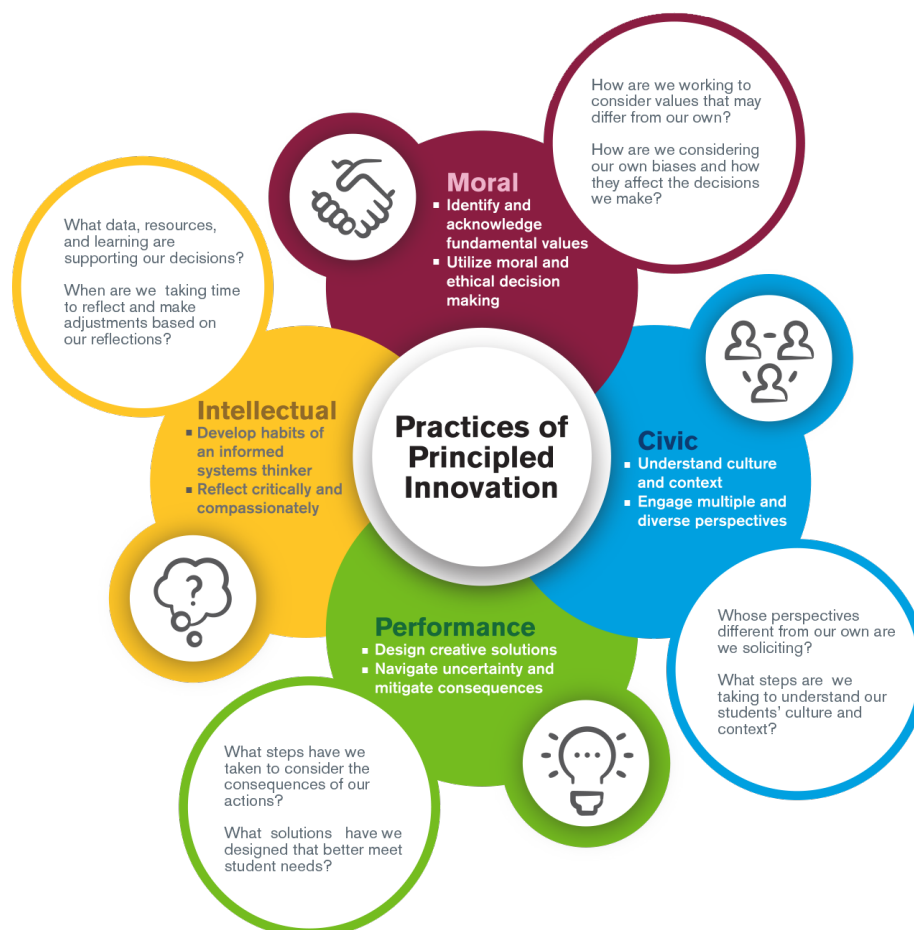 Practices of
Principled
Innovation
Moral
▪ Identify and
acknowledge
fundamental values
▪ Utilize moral and
ethical decision
making
How are we working to
consider values that may
differ from our own?
How are we considering
our own biases and how
they affect the decisions
we make?
Civic
▪ Understand culture
and context
▪ Engage multiple and
diverse perspectives
Whose perspectives
different from our own are
we soliciting?
What steps are we
taking to understand our
students' culture and
context?
Performance
▪ Design creative solutions
▪ Navigate uncertainty and
mitigate consequences
What steps have we
taken to consider the
consequences of our
actions?
What solutions have we
designed that better meet
student needs?
Intellectual
▪ Develop habits of
an informed
systems thinker
▪ Reflect critically and
compassionately
What data, resources,
and learning are
supporting our decisions?
When are we taking time
to reflect and make
adjustments based on
our reflections?
?